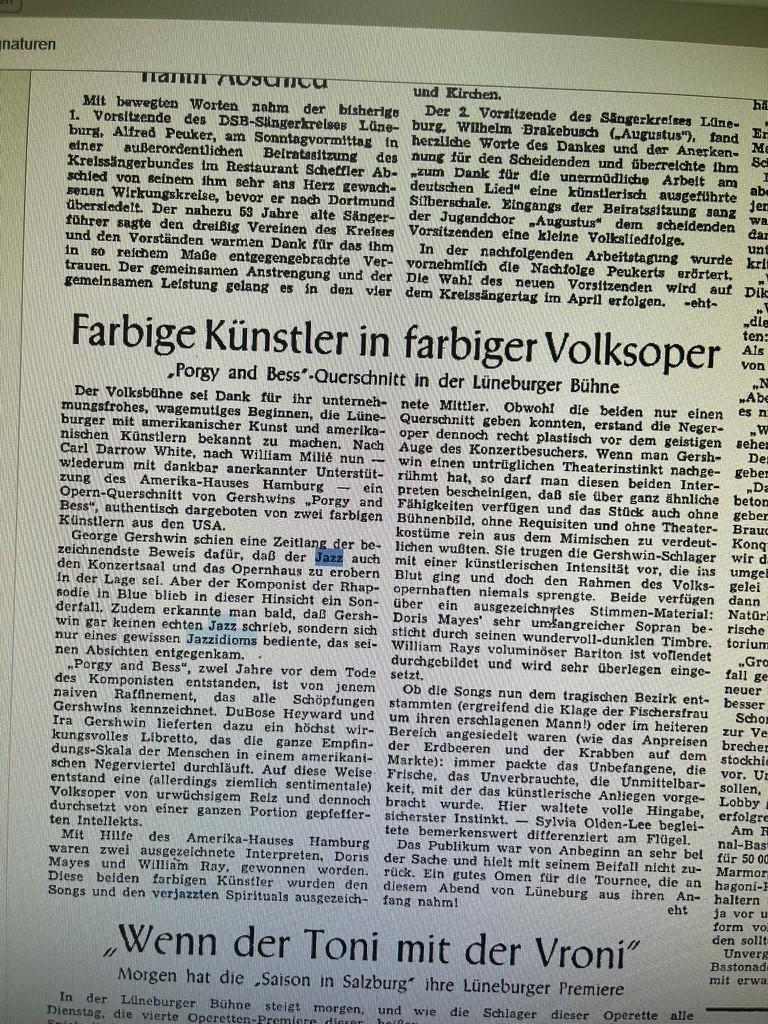 naturen
Mit bewegten Worten nahm der bisherige
1. Vorsitzende des DSB-Sängerkreises Lüne-
burg, Alfred Peuker, am Sonntagvormittag in
einer außerordentlichen Beiratssitzung des
Kreissängerbundes im Restaurant Scheffler Ab-
schied von seinem ihm sehr ans Herz gewach-
senen Wirkungskreise, bevor er nach Dortmund
übersiedelt. Der nahezu 53 Jahre alte Sänger-
führer sagte den dreißig Vereinen des Kreises
und den Vorständen warmen Dank für das ihm
in so reichem Maße entgegengebrachte Ver-
trauen. Der gemeinsamen Anstrengung und der
gemeinsamen Leistung gelang es in den vier
und Kirchen.
Der 2. Vorsitzende des Sängerkreises Lüne-
burg, Wilhelm Brakebusch („Augustus“), fand
herzliche Worte des Dankes und der Anerken-
nung für den Scheidenden und überreichte ihm
„zum Dank für die unermüdliche Arbeit am
deutschen Lied“ eine künstlerisch ausgeführte
Silberschale. Eingangs der Beiratssitzung sang
der Jugendchor „Augustus“ dem scheidenden
Vorsitzenden eine kleine Volksliedfolge.
In der nachfolgenden Arbeitstagung wurde
vornehmlich die Nachfolge Peukerts erörtert.
Die Wahl des neuen Vorsitzenden wird auf
dem Kreissängertag im April erfolgen. -eht-
Farbige Künstler in farbiger Volksoper
„Porgy and Bess“-Querschnitt in der Lüneburger Bühne
Der Volksbühne sei Dank für ihr unterneh-
mungsfrohes, wagemutiges Beginnen, die Lüne-
burger mit amerikanischer Kunst und amerika-
nischen Künstlern bekannt zu machen. Nach
Carl Darrow White, nach William Milié nun —
wiederum mit dankbar anerkannter Unterstüt-
zung des Amerika-Hauses Hamburg — ein
Opern-Querschnitt von Gershwins „Porgy and
Bess“, authentisch dargeboten von zwei farbigen
Künstlern aus den USA.
George Gershwin schien eine Zeitlang der be-
zeichnendste Beweis dafür, daß der Jazz auch
den Konzertsaal und das Opernhaus zu erobern
in der Lage sei. Aber der Komponist der Rhap-
sodie in Blue blieb in dieser Hinsicht ein Son-
derfall. Zudem erkannte man bald, daß Gersh-
win gar keinen echten Jazz schrieb, sondern sich
nur eines gewissen Jazzidioms bediente, das sei-
nen Absichten entgegenkam.
„Porgy and Bess“, zwei Jahre vor dem Tode
des Komponisten entstanden, ist von jenem
naiven Raffinement, das alle Schöpfungen
Gershwins kennzeichnet. DuBose Heyward und
Ira Gershwin lieferten dazu ein höchst wir-
kungsvolles Libretto, das die ganze Empfin-
dungs-Skala der Menschen in einem amerikani-
schen Negerviertel durchläuft. Auf diese Weise
entstand eine (allerdings ziemlich sentimentale)
Volksoper von urwüchsigem Reiz und dennoch
durchsetzt von einer ganzen Portion gepfeffer-
ten Intellekts.
Mit Hilfe des Amerika-Hauses Hamburg
waren zwei ausgezeichnete Interpreten, Doris
Mayes und William Ray, gewonnen worden.
Diese beiden farbigen Künstler wurden den
Songs und den verjazzten Spirituals ausgezeich-
nete Mittler. Obwohl die beiden nur einen
Querschnitt geben konnten, erstand die Neger-
oper dennoch recht plastisch vor dem geistigen
Auge des Konzertbesuchers. Wenn man Gersh-
win einen untrüglichen Theaterinstinkt nachge-
rühmt hat, so darf man diesen beiden Inter-
preten bescheinigen, daß sie über ganz ähnliche
Fähigkeiten verfügen und das Stück auch ohne
Bühnenbild, ohne Requisiten und ohne Theater-
kostüme rein aus dem Mimischen zu verdeut-
lichen wußten. Sie trugen die Gershwin-Schlager
mit einer künstlerischen Intensität vor, die ins
Blut ging und doch den Rahmen des Volks-
opernhaften niemals sprengte. Beide verfügen
über ein ausgezeichnetes Stimmen-Material:
Doris Mayes' sehr umfangreicher Sopran be-
sticht durch seinen wundervoll-dunklen Timbre.
William Rays voluminöser Bariton ist vollendet
durchgebildet und wird sehr überlegen einge-
setzt.
Ob die Songs nun dem tragischen Bezirk ent-
stammten (ergreifend die Klage der Fischersfrau
um ihren erschlagenen Mann!) oder im heiteren
Bereich angesiedelt waren (wie das Anpreisen
der Erdbeeren und der Krabben auf dem
Markte): immer packte das Unbefangene, die
Frische, das Unverbrauchte, die Unmittelbar-
keit, mit der das künstlerische Anliegen vorge-
bracht wurde. Hier waltete volle Hingabe,
sicherster Instinkt. — Sylvia Olden-Lee beglei-
tete bemerkenswert differenziert am Flügel.
Das Publikum war von Anbeginn an sehr bei
der Sache und hielt mit seinem Beifall nicht zu-
rück. Ein gutes Omen für die Tournee, die an
diesem Abend von Lüneburg aus ihren An-
fang nahm!
eht
„Wenn der Toni mit der Vroni“
Morgen hat die „Saison in Salzburg“ ihre Lüneburger Premiere
In der Lüneburger Bühne steigt morgen, und wie die Schlager dieser Operette alle
Dienstag, die vierte Operetten-Premiere dieser